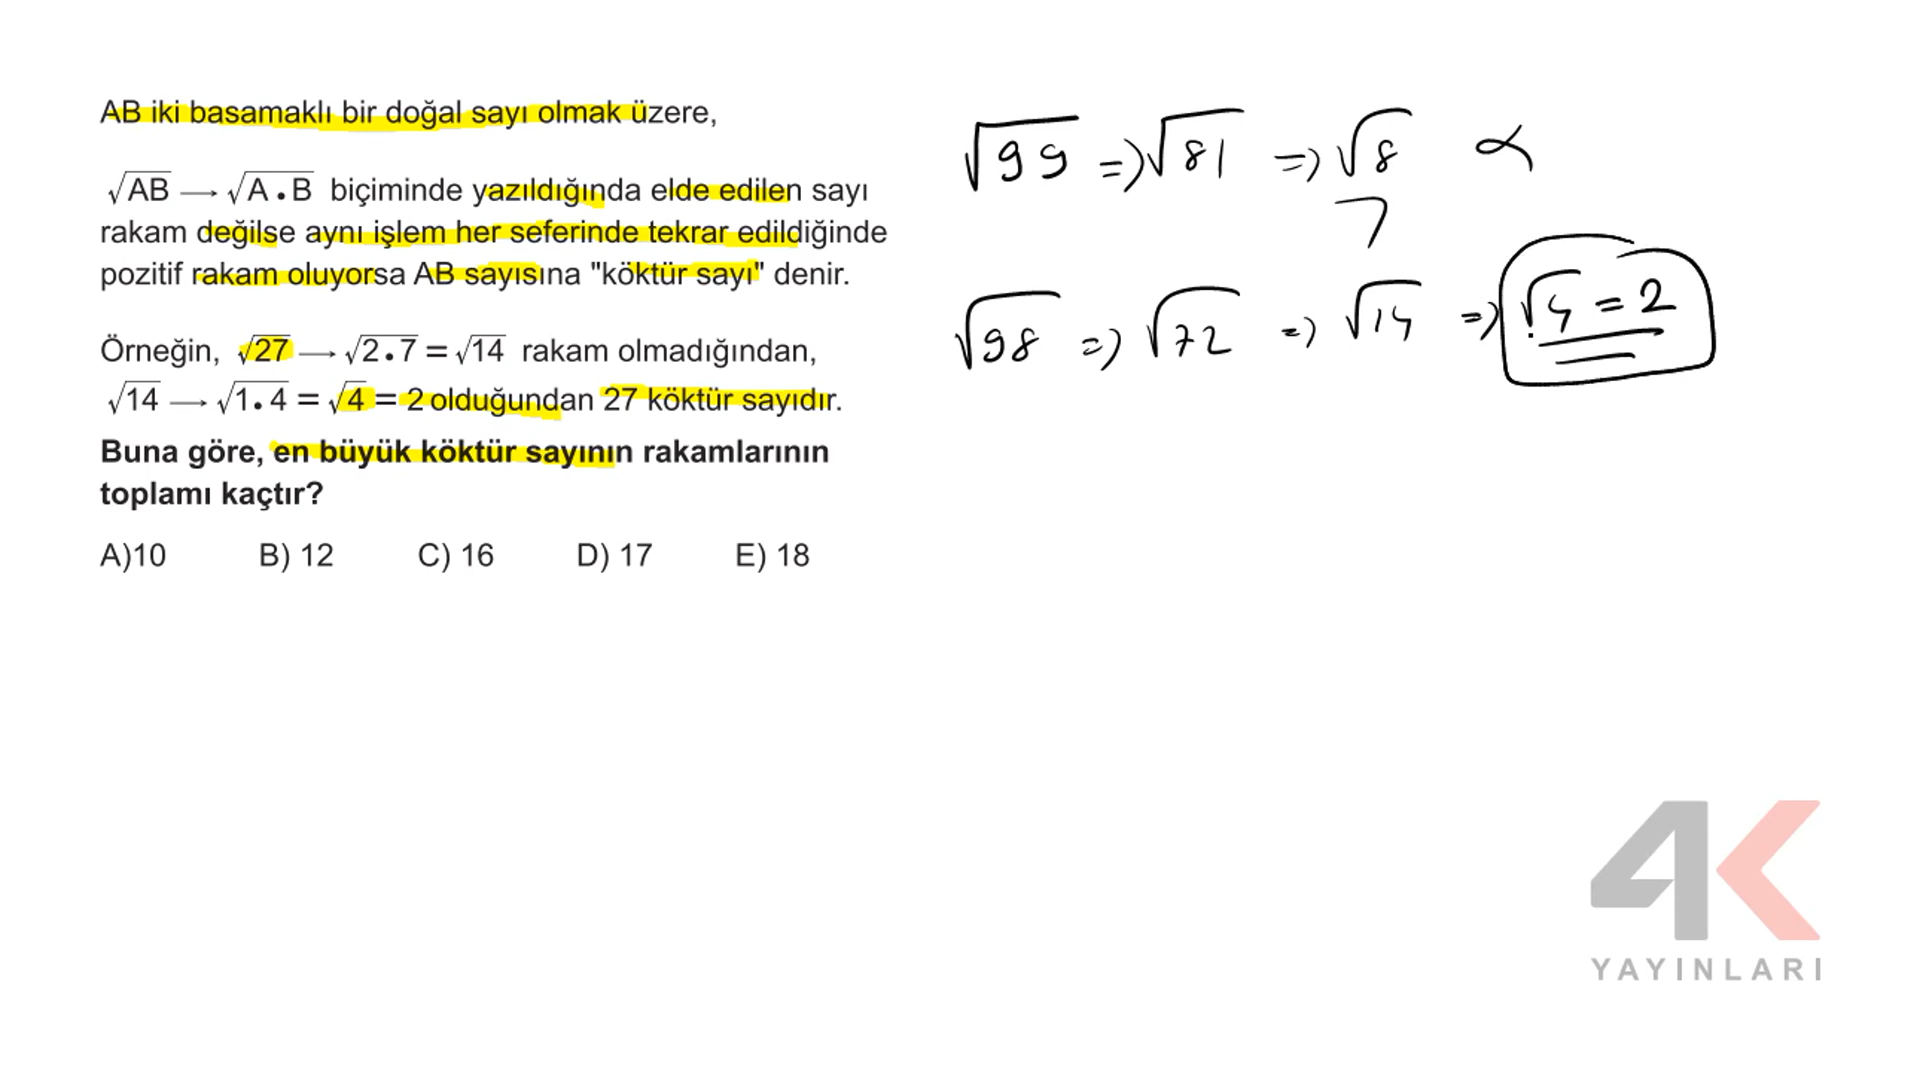 AB iki basamaklı bir doğal sayı olmak üzere,
√AB → √A.B biçiminde yazıldığında elde edilen sayı
rakam değilse aynı işlem her seferinde tekrar edildiğinde
pozitif rakam oluyorsa AB sayısına "köktür sayı" denir.
Örneğin, √27 → √2.7 = √14 rakam olmadığından,
√14 → √1.4 = √4 = 2 olduğundan 27 köktür sayıdır.
Buna göre, en büyük köktür sayının rakamlarının
toplamı kaçtır?
A)10 B) 12 C) 16 D) 17 E) 18
√99 => √81 => √8
√98 => √72 => √14 => √4 = 2
4K
YAYINLARI